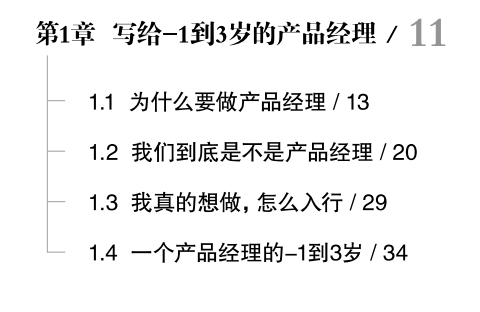 第1章 写给-1到3岁的产品经理 / 11
1.1 为什么要做产品经理 / 13
1.2 我们到底是不是产品经理 / 20
1.3 我真的想做，怎么入行 / 29
1.4 一个产品经理的-1到3岁 / 34